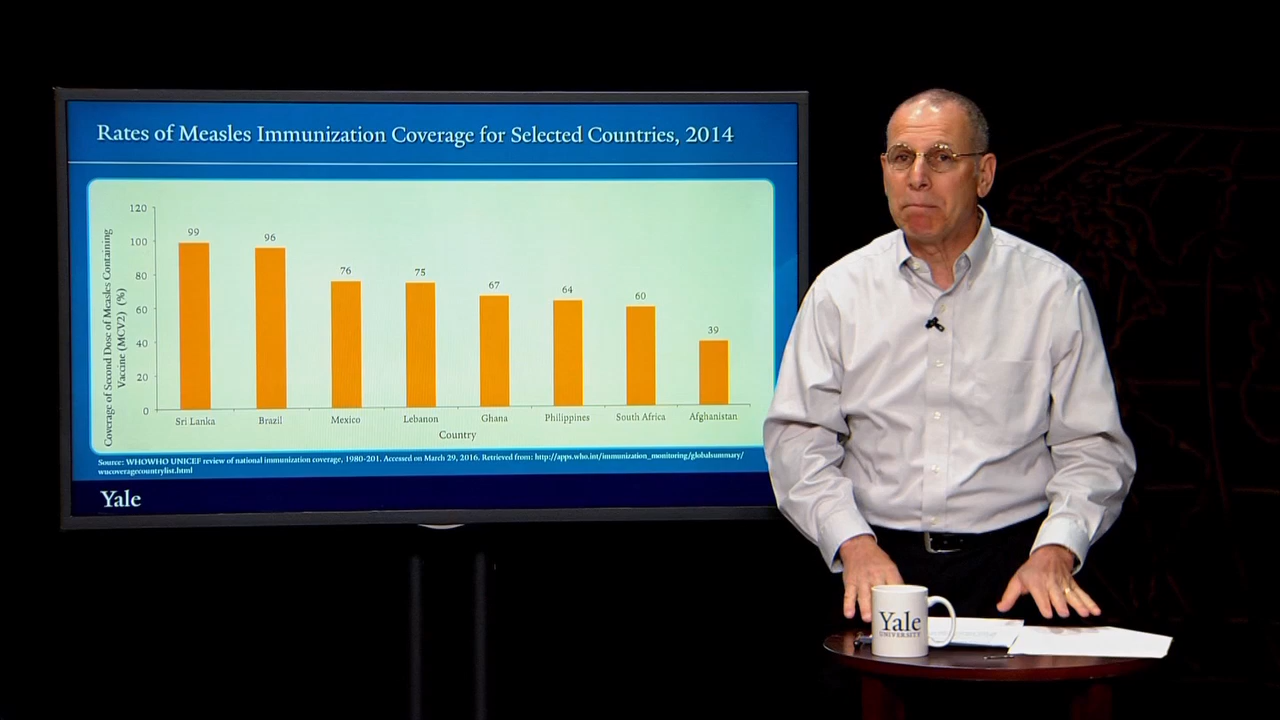 Rates of Measles Immunization Coverage for Selected Countries, 2014
Coverage of Second Dose of Measles Containing
Vaccine (MCV2) (%)
120
100
80
60
40
20
0
99
96
76
75
67
64
60
39
Sri Lanka
Brazil
Mexico
Lebanon
Ghana
Philippines
South Africa
Afghanistan
Country
Source: WHOWHO UNICEF review of national immunization coverage, 1980-201. Accessed on March 29, 2016. Retrieved from: http://apps.who.int/immunization_monitoring/globalsummary/
wucoveragecountrylist.html
Yale
Yale
UNIVERSITY